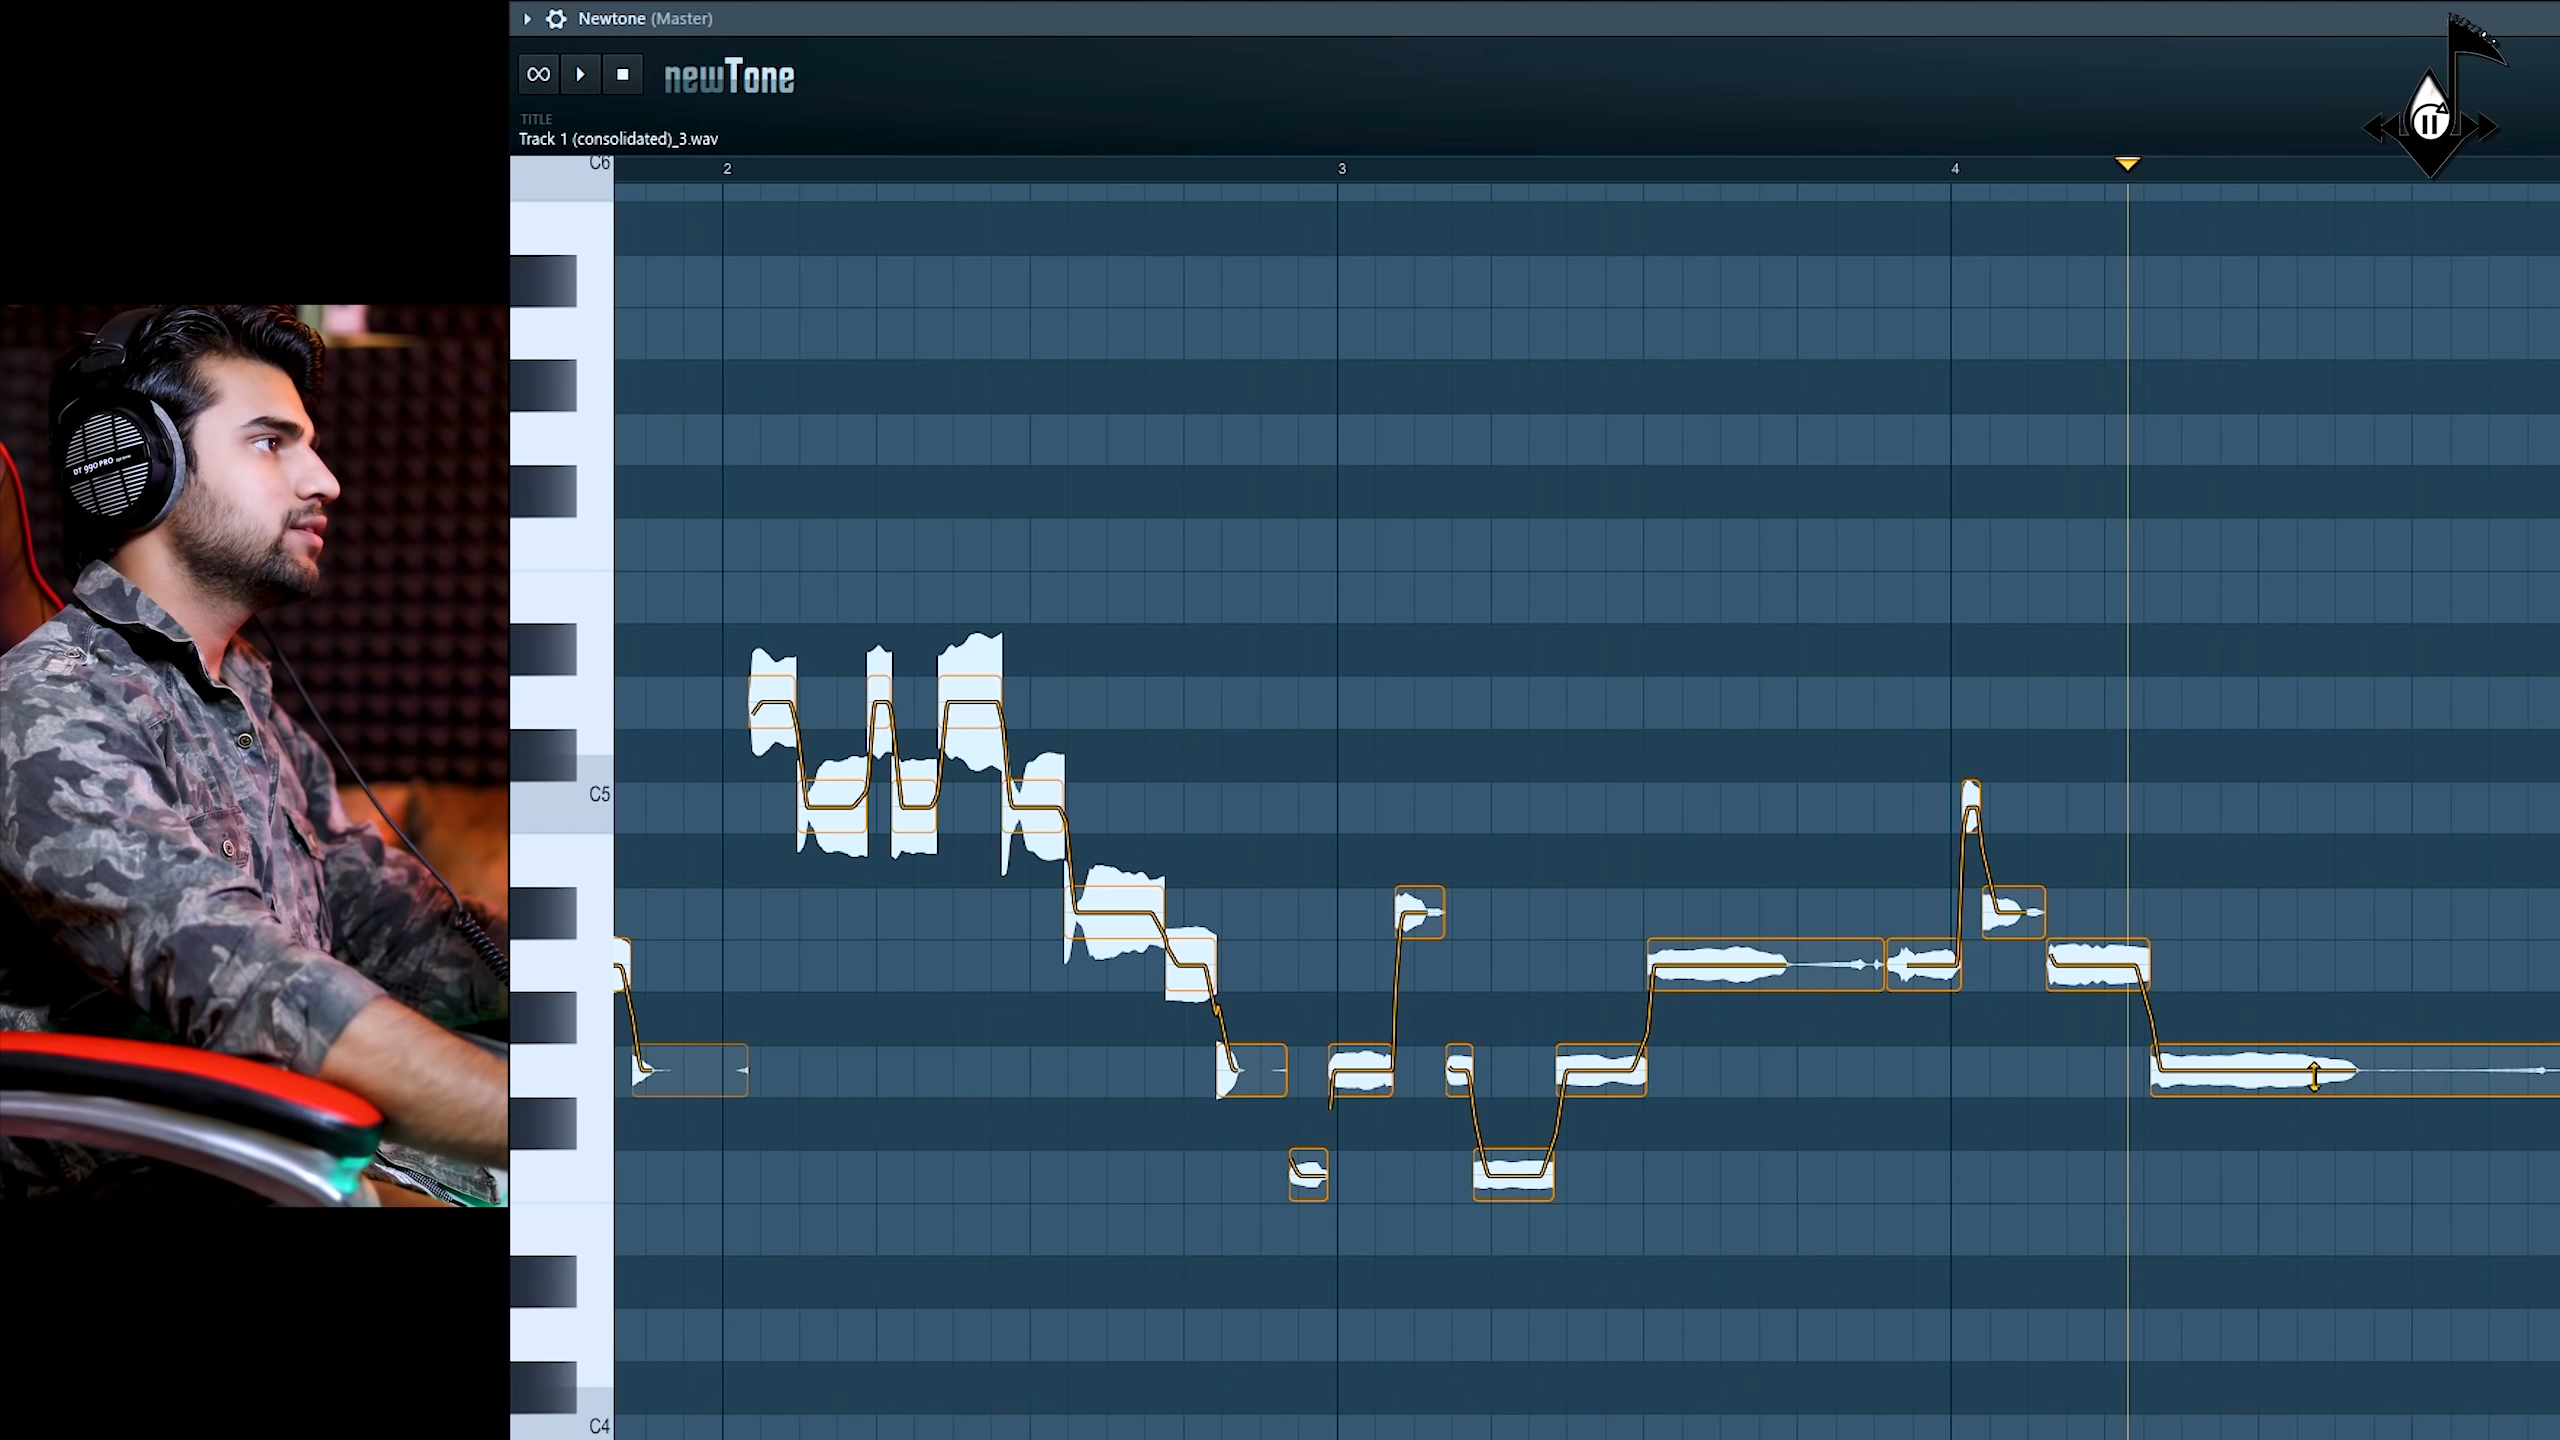 Newtone (Master)
newTone
TITLE
Track 1 (consolidated)_3.wav
C6
2
3
4
DT 990 PRO
C5
C4